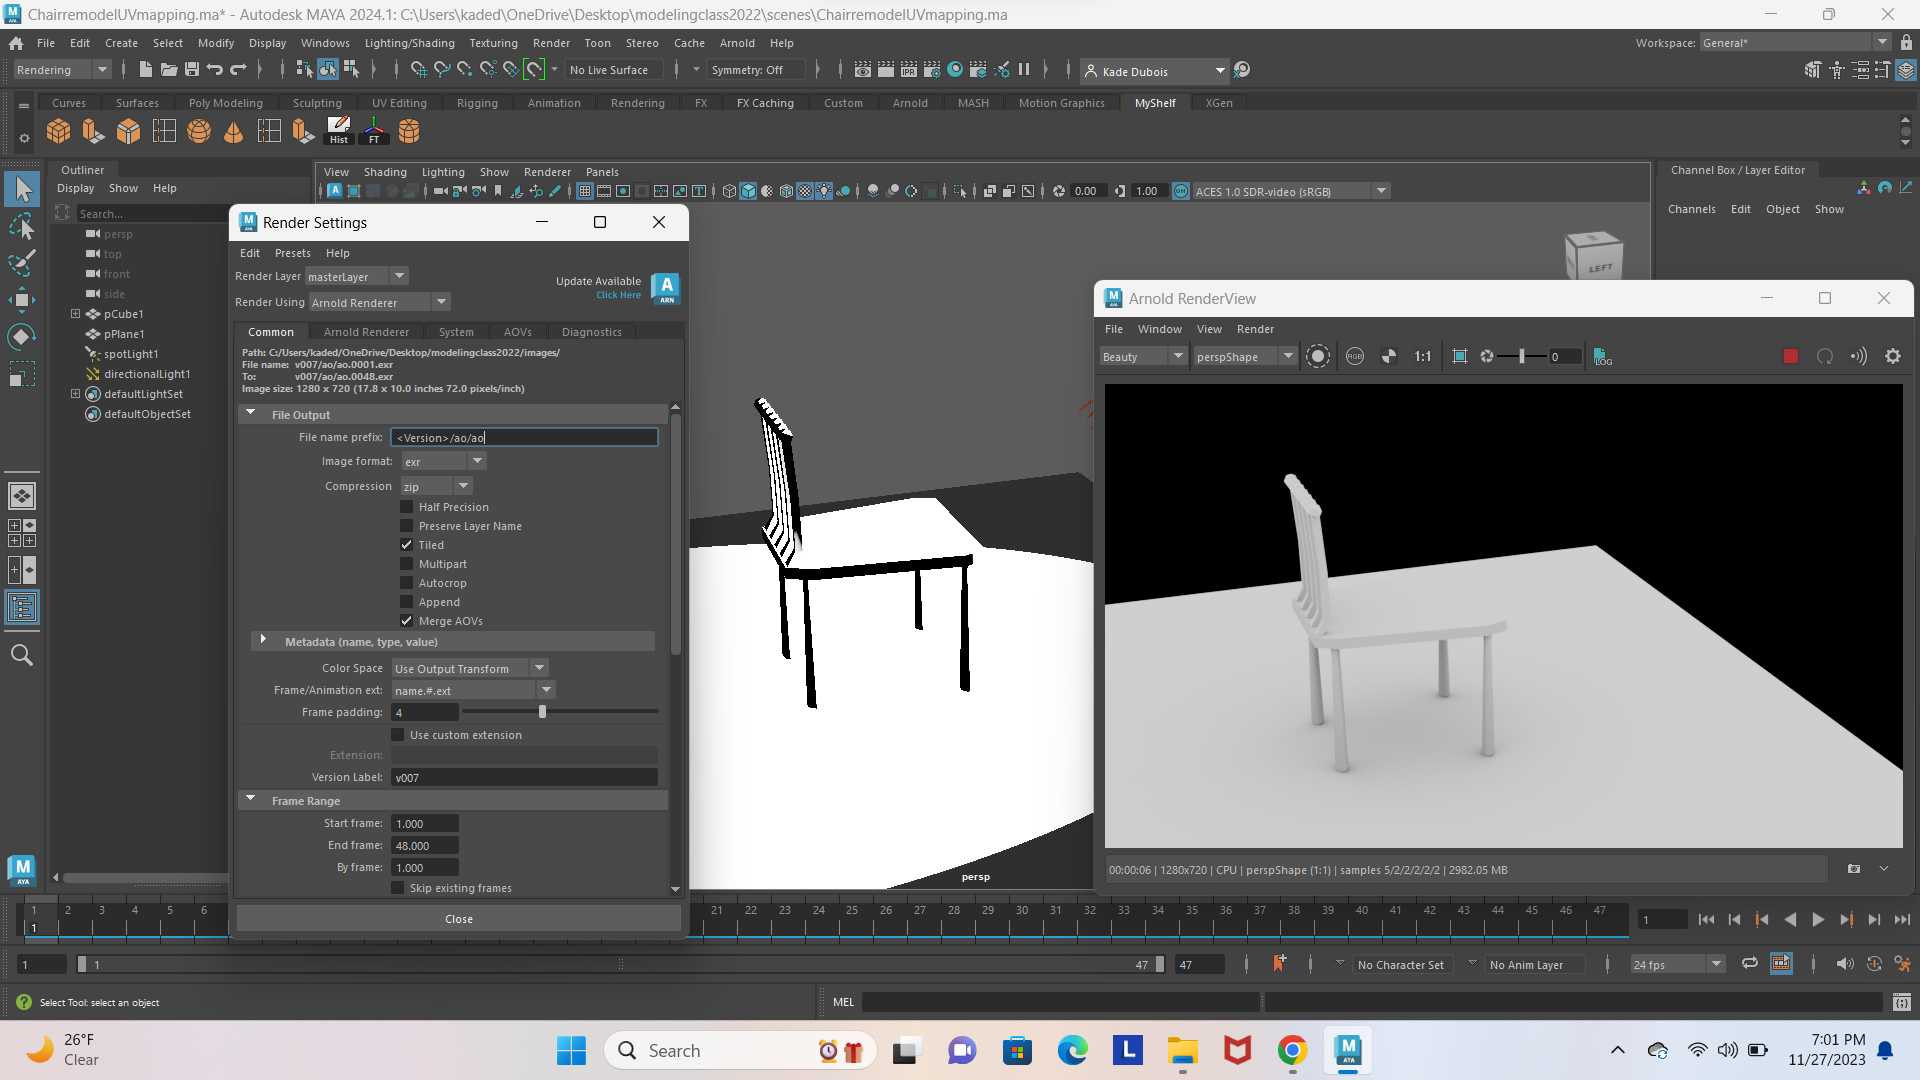 ChairremodelUVmapping.ma* - Autodesk MAYA 2024.1: C:\Users\kaded\OneDrive\Desktop\modelingclass2022\scenes\ChairremodelUVmapping.ma
File Edit Create Select Modify Display Windows Lighting/Shading Texturing Render Toon Stereo Cache Arnold Help Workspace: General*
Rendering No Live Surface Symmetry: Off Kade Dubois
Curves Surfaces Poly Modeling Sculpting UV Editing Rigging Animation Rendering FX FX Caching Custom Arnold MASH Motion Graphics MyShelf XGen
Hist FT
Outliner
Display Show Help
Search...
persp
top
front
side
pCube1
pPlane1
spotLight1
directionalLight1
defaultLightSet
defaultObjectSet
View Shading Lighting Show Renderer Panels
0.00 1.00 ACES 1.0 SDR-video (sRGB)
LEFT
persp
Channel Box / Layer Editor
Channels Edit Object Show
Render Settings
Edit Presets Help
Render Layer masterLayer
Render Using Arnold Renderer
Update Available
Click Here
A
ARN
Common Arnold Renderer System AOVs Diagnostics
Path: C:/Users/kaded/OneDrive/Desktop/modelingclass2022/images/
File name: v007/ao/ao.0001.exr
To: v007/ao/ao.0048.exr
Image size: 1280 x 720 (17.8 x 10.0 inches 72.0 pixels/inch)
File Output
File name prefix: <Version>/ao/ao
Image format: exr
Compression zip
Half Precision
Preserve Layer Name
Tiled
Multipart
Autocrop
Append
Merge AOVs
Metadata (name, type, value)
Color Space Use Output Transform
Frame/Animation ext: name.#.ext
Frame padding: 4
Use custom extension
Extension:
Version Label: v007
Frame Range
Start frame: 1.000
End frame: 48.000
By frame: 1.000
Skip existing frames
Close
Arnold RenderView
File Window View Render
Beauty perspShape RGB 1:1 0 LOG
00:00:06 | 1280x720 | CPU | perspShape (1:1) | samples 5/2/2/2/2/2 | 2982.05 MB
1 2 3 4 5 6 21 22 23 24 25 26 27 28 29 30 31 32 33 34 35 36 37 38 39 40 41 42 43 44 45 46 47 1
1
1 1 47 47 No Character Set No Anim Layer 24 fps
Select Tool: select an object MEL
26°F
Clear
Search
7:01 PM
11/27/2023